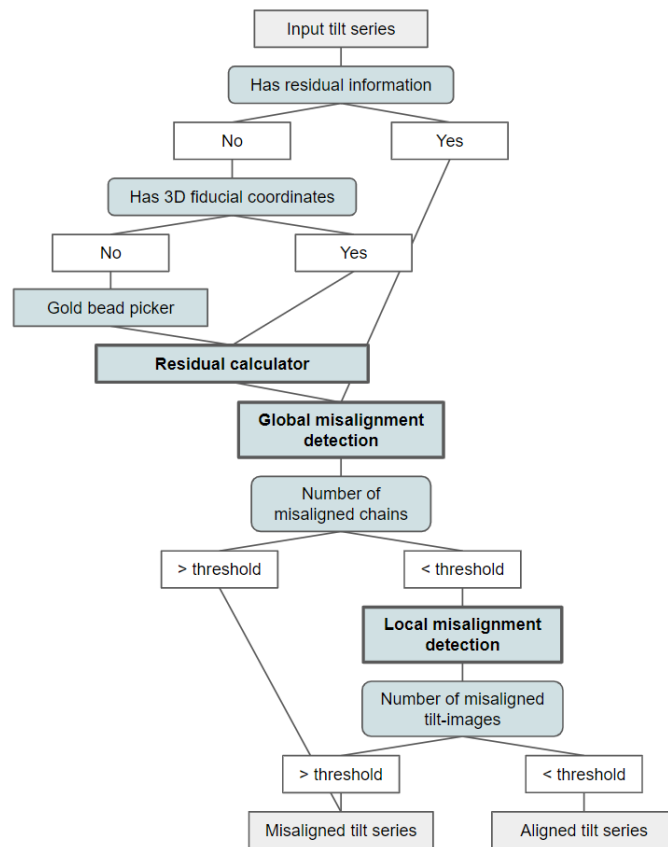 Input tilt series
Has residual information
No
Yes
Has 3D fiducial coordinates
No
Yes
Gold bead picker
Residual calculator
Global misalignment
detection
Number of
misaligned chains
> threshold
< threshold
Local misalignment
detection
Number of misaligned
tilt-images
> threshold
< threshold
Misaligned tilt series
Aligned tilt series